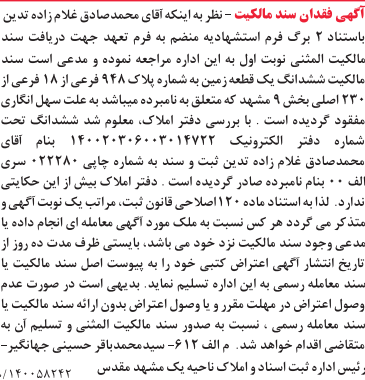 آگهی فقدان سند مالکیت – نظر به اینکه آقای محمدصادق غلام زاده تدین
باستناد ۲ برگ فرم استشهادیه منضم به فرم تعهد جهت دریافت سند
مالکیت المثنی نوبت اول به این اداره مراجعه نموده و مدعی است سند
مالکیت ششدانگ یک قطعه زمین به شماره پلاک ۹۴۸ فرعی از ۱۸ فرعی از
۲۳۰ اصلی بخش ۹ مشهد که متعلق به نامبرده میباشد به علت سهل انگاری
مفقود گردیده است . با بررسی دفتر املاک، معلوم شد ششدانگ تحت
شماره دفتر الکترونیک ۱۴۰۰۲۰۳۰۶۰۰۳۰۱۴۷۲۲ بنام آقای
محمدصادق غلام زاده تدین ثبت و سند به شماره چاپی ۰۲۲۲۸۰ سری
الف ۰۰ بنام نامبرده صادر گردیده است . دفتر املاک بیش از این حکایتی
ندارد. لذا به استناد ماده ۱۲۰اصلاحی قانون ثبت، مراتب یک نوبت آگهی و
متذکر می گردد هر کس نسبت به ملک مورد آگهی معامله ای انجام داده یا
مدعی وجود سند مالکیت نزد خود می باشد، بایستی ظرف مدت ده روز از
تاریخ انتشار آگهی اعتراض کتبی خود را به پیوست اصل سند مالکیت یا
سند معامله رسمی به این اداره تسلیم نماید. بدیهی است در صورت عدم
وصول اعتراض در مهلت مقرر و یا وصول اعتراض بدون ارائه سند مالکیت یا
سند معامله رسمی ، نسبت به صدور سند مالکیت المثنی و تسلیم آن به
متقاضی اقدام خواهد شد. م الف ۶۱۲- سیدمحمدباقر حسینی جهانگیر–
رئیس اداره ثبت اسناد و املاک ناحیه یک مشهد مقدس ۱۴۰۰۵۸۲۴۲/